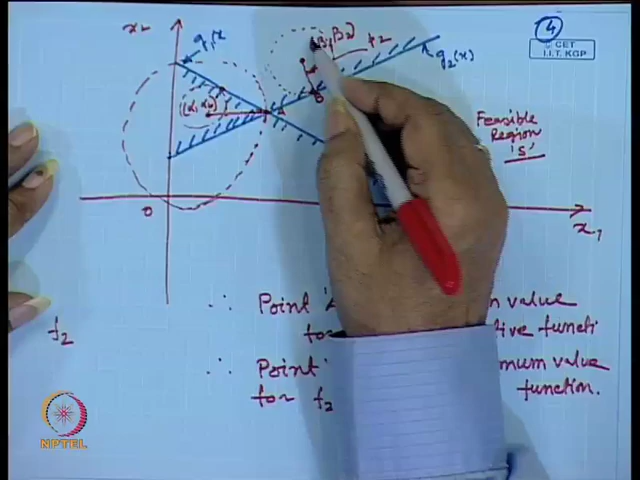 4
© CET
I.I.T. KGP
x₂
g₁(x
(β₁, β₂)
g₂(x)
(α₁, α₂)
Feasible
Region
'S'
0
x₁
∴ Point 'A
m value
for
tive functi
f₂
∴ Point
mum value
for f₂
function.
NPTEL